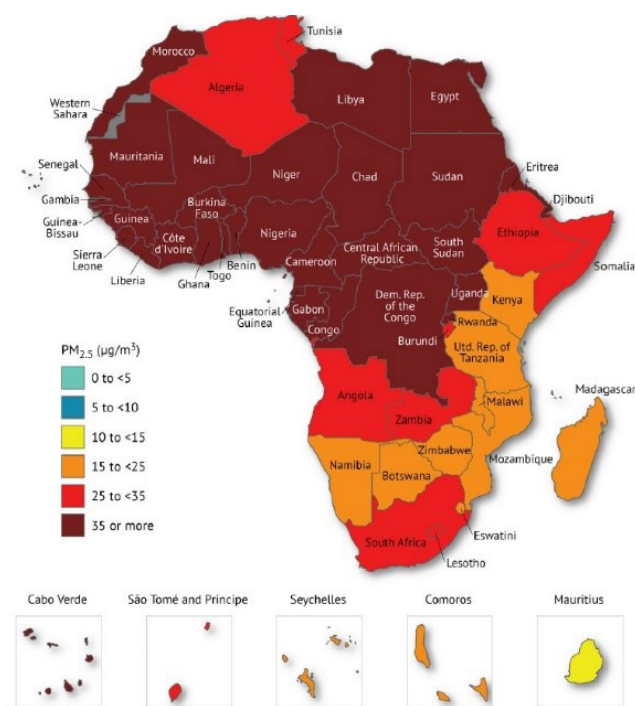 Tunisia
Morocco
Algeria
Libya
Egypt
Western
Sahara
Mauritania
Mali
Niger
Chad
Sudan
Eritrea
Senegal
Djibouti
Gambia
Burkina
Faso
Guinea-
Bissau
Guinea
Côte
d'Ivoire
Nigeria
Ethiopia
South
Sudan
Central African
Republic
Sierra
Leone
Liberia
Ghana
Togo
Benin
Cameroon
Somalia
Equatorial
Guinea
Gabon
Congo
Dem. Rep.
of the
Congo
Uganda
Kenya
Rwanda
Burundi
Utd. Rep. of
Tanzania
PM2.5 (µg/m³)
0 to <5
5 to <10
10 to <15
15 to <25
25 to <35
35 or more
Angola
Zambia
Malawi
Madagascar
Zimbabwe
Mozambique
Namibia
Botswana
Eswatini
South Africa
Lesotho
Cabo Verde
São Tomé and Principe
Seychelles
Comoros
Mauritius